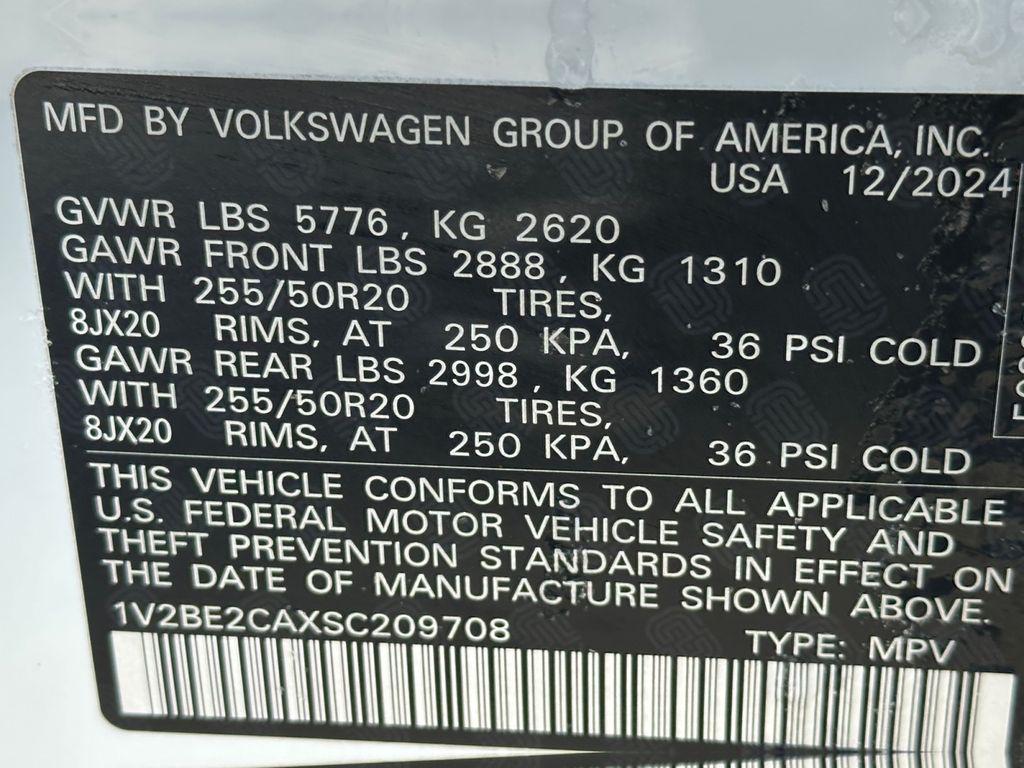 MFD BY VOLKSWAGEN GROUP OF AMERICA, INC.
USA 12/2024
GVWR LBS 5776, KG 2620
GAWR FRONT LBS 2888, KG 1310
WITH 255/50R20 TIRES,
8JX20 RIMS, AT 250 KPA, 36 PSI COLD
GAWR REAR LBS 2998, KG 1360
WITH 255/50R20 TIRES,
8JX20 RIMS, AT 250 KPA, 36 PSI COLD
THIS VEHICLE CONFORMS TO ALL APPLICABLE
U.S. FEDERAL MOTOR VEHICLE SAFETY AND
THEFT PREVENTION STANDARDS IN EFFECT ON
THE DATE OF MANUFACTURE SHOWN ABOVE.
1V2BE2CAXSC209708 TYPE: MPV